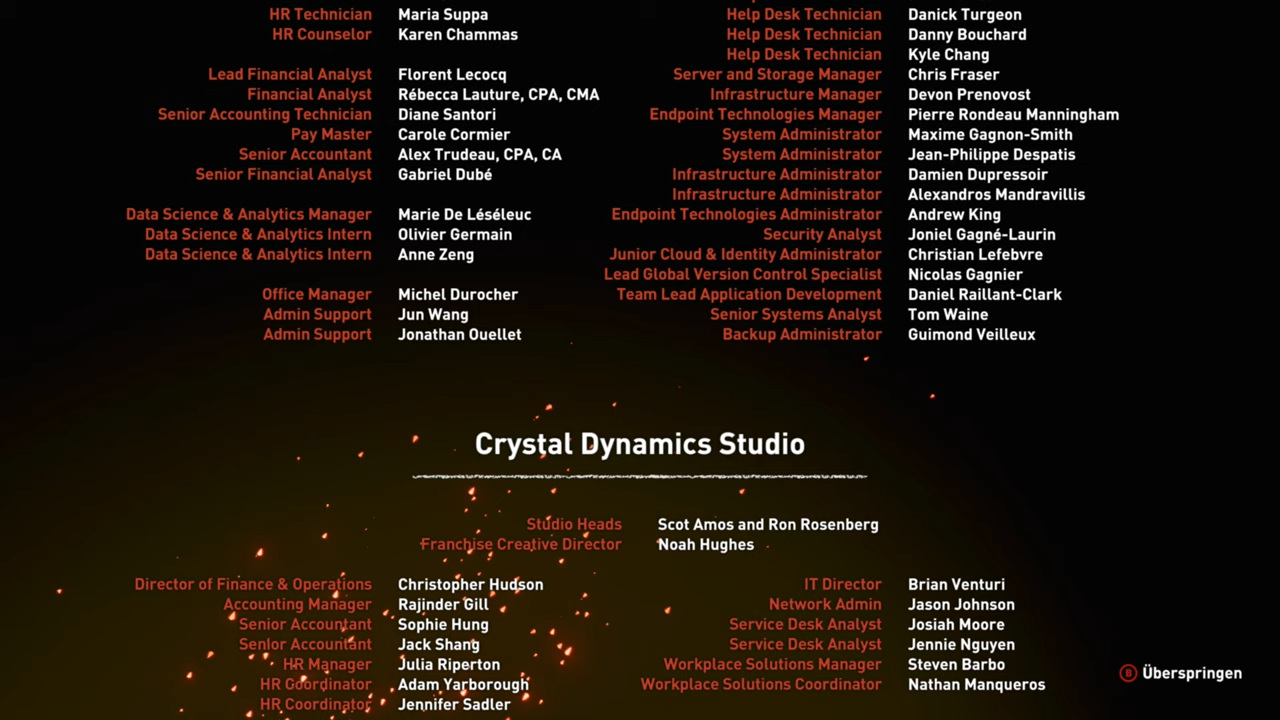 HR Technician Maria Suppa
HR Counselor Karen Chammas
Lead Financial Analyst Florent Lecocq
Financial Analyst Rébecca Lauture, CPA, CMA
Senior Accounting Technician Diane Santori
Pay Master Carole Cormier
Senior Accountant Alex Trudeau, CPA, CA
Senior Financial Analyst Gabriel Dubé
Data Science & Analytics Manager Marie De Léséleuc
Data Science & Analytics Intern Olivier Germain
Data Science & Analytics Intern Anne Zeng
Office Manager Michel Durocher
Admin Support Jun Wang
Admin Support Jonathan Ouellet
Help Desk Technician Danick Turgeon
Help Desk Technician Danny Bouchard
Help Desk Technician Kyle Chang
Server and Storage Manager Chris Fraser
Infrastructure Manager Devon Prenovost
Endpoint Technologies Manager Pierre Rondeau Manningham
System Administrator Maxime Gagnon-Smith
System Administrator Jean-Philippe Despatis
Infrastructure Administrator Damien Dupressoir
Infrastructure Administrator Alexandros Mandravillis
Endpoint Technologies Administrator Andrew King
Security Analyst Joniel Gagné-Laurin
Junior Cloud & Identity Administrator Christian Lefebvre
Lead Global Version Control Specialist Nicolas Gagnier
Team Lead Application Development Daniel Raillant-Clark
Senior Systems Analyst Tom Waine
Backup Administrator Guimond Veilleux
Crystal Dynamics Studio
Studio Heads Scot Amos and Ron Rosenberg
Franchise Creative Director Noah Hughes
Director of Finance & Operations Christopher Hudson
Accounting Manager Rajinder Gill
Senior Accountant Sophie Hung
Senior Accountant Jack Shang
HR Manager Julia Riperton
HR Coordinator Adam Yarborough
HR Coordinator Jennifer Sadler
IT Director Brian Venturi
Network Admin Jason Johnson
Service Desk Analyst Josiah Moore
Service Desk Analyst Jennie Nguyen
Workplace Solutions Manager Steven Barbo
Workplace Solutions Coordinator Nathan Manqueros
B Überspringen